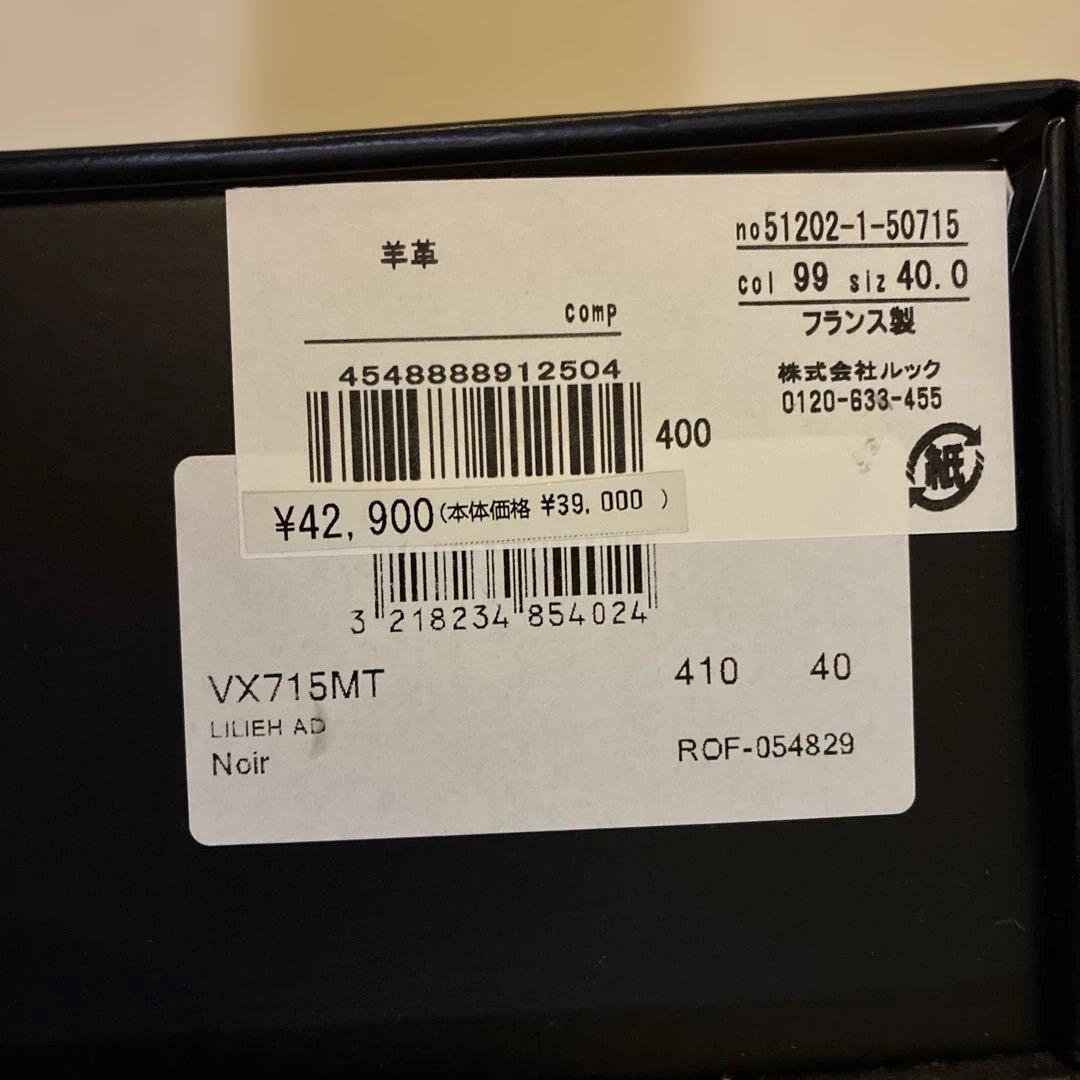 羊革
comp
4548888912504
400
¥42,900(本体価格 ¥39,000 )
no51202-1-50715
col 99 siz 40.0
フランス製
株式会社ルック
0120-633-455
紙
3 218234 854024
VX715MT 410 40
LILIEH AD
Noir ROF-054829